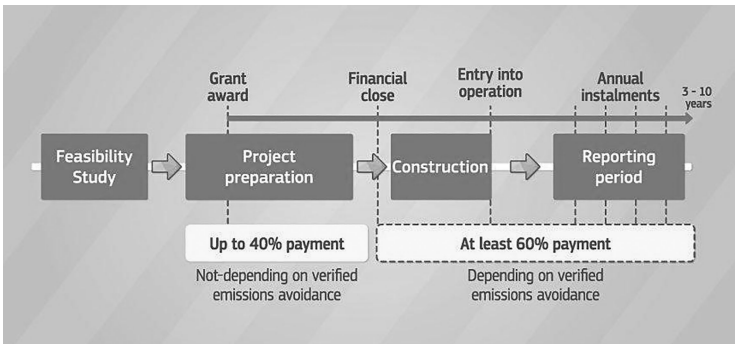 Grant
award
Financial
close
Entry into
operation
Annual
instalments
3 - 10
years
Feasibility
Study
Project
preparation
Construction
Reporting
period
Up to 40% payment
At least 60% payment
Not-depending on verified
emissions avoidance
Depending on verified
emissions avoidance